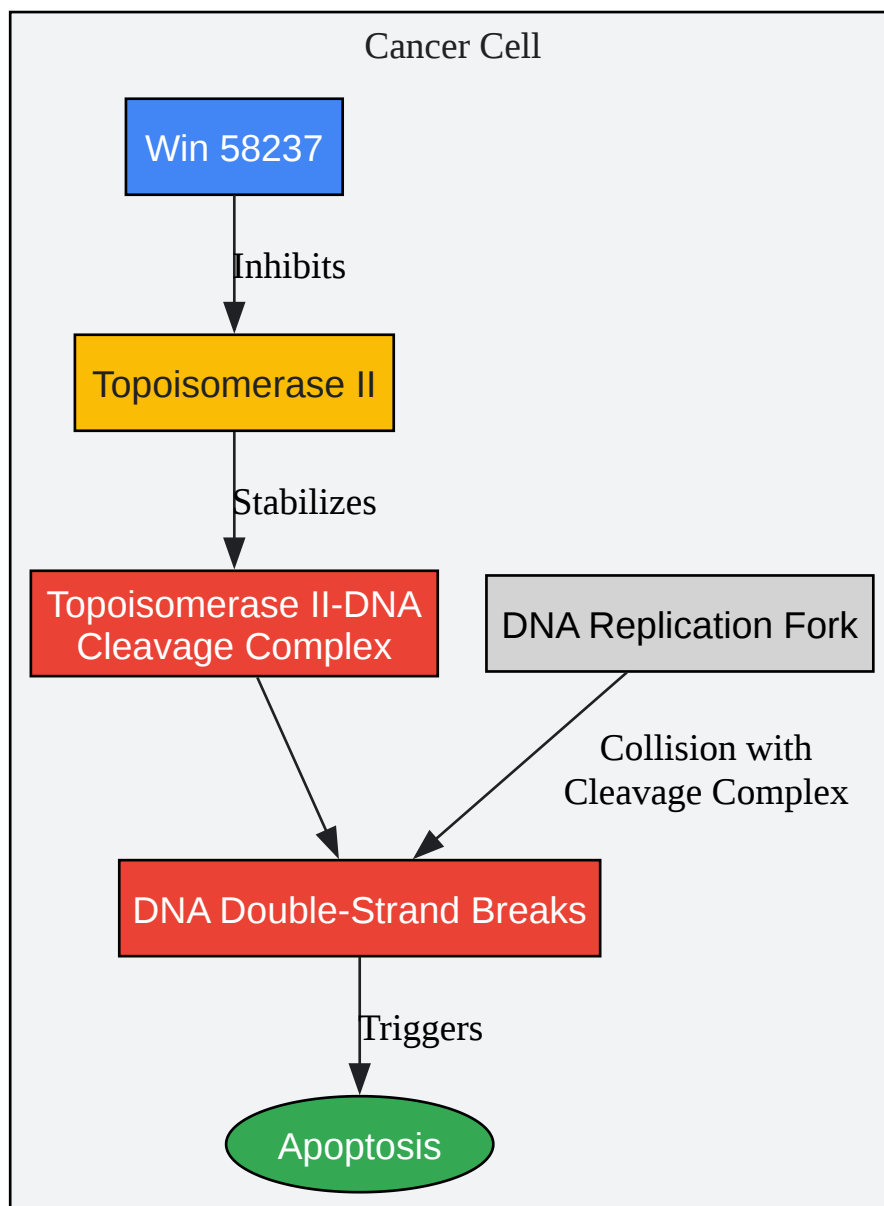 Cancer Cell
Win 58237
Inhibits
Topoisomerase II
Stabilizes
Topoisomerase II-DNA
Cleavage Complex
DNA Replication Fork
Collision with
Cleavage Complex
DNA Double-Strand Breaks
Triggers
Apoptosis